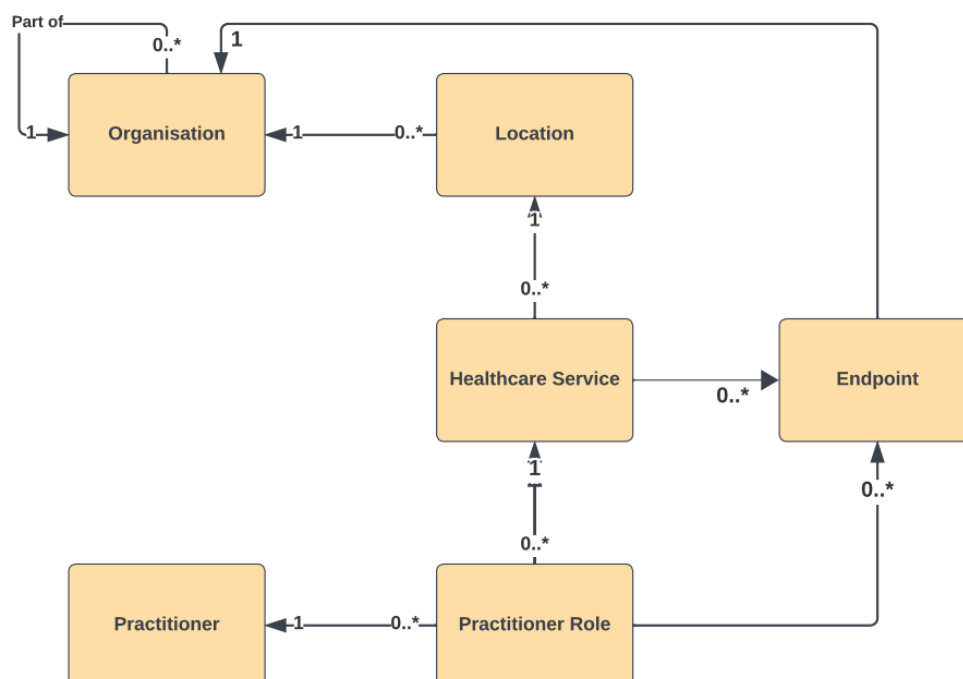 Part of
0..*
1
1
Organisation
1
0..*
Location
1
0..*
Healthcare Service
0..*
Endpoint
1
0..*
0..*
Practitioner
1
0..*
Practitioner Role